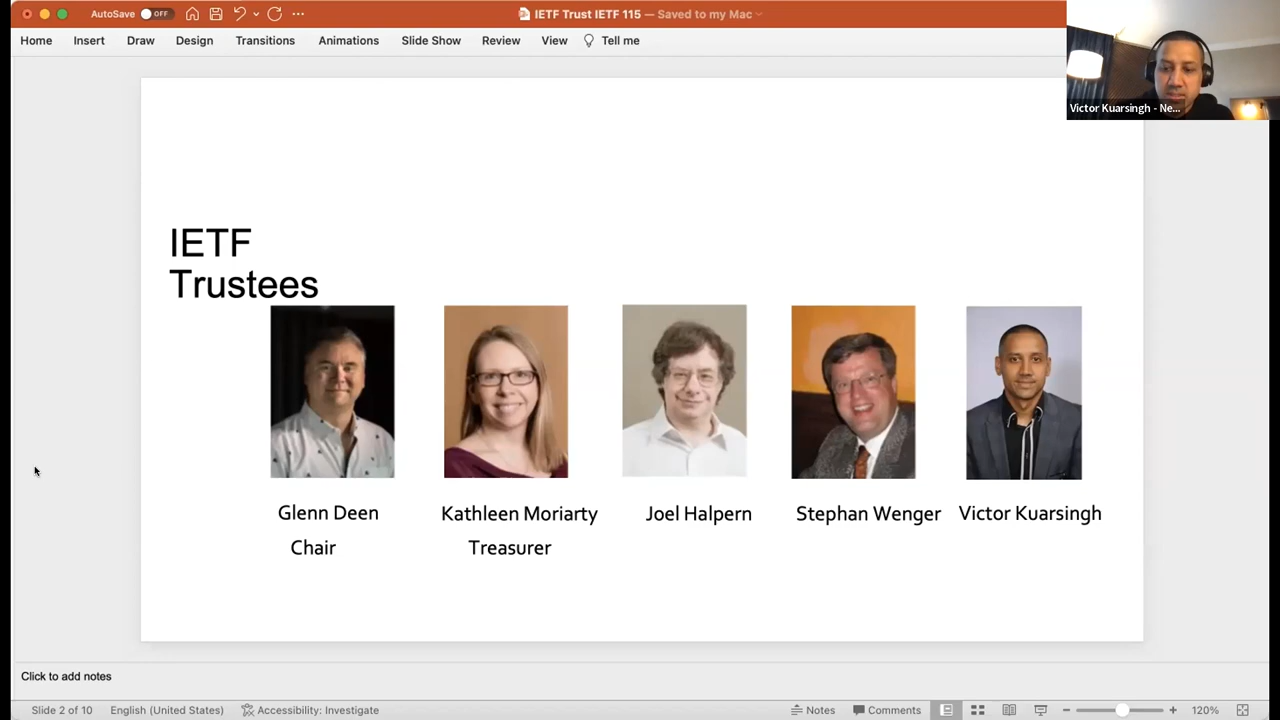 AutoSave OFF
IETF Trust IETF 115 — Saved to my Mac
Home Insert Draw Design Transitions Animations Slide Show Review View Tell me
Victor Kuarsingh - Ne...
IETF
Trustees
Glenn Deen Kathleen Moriarty Joel Halpern Stephan Wenger Victor Kuarsingh
Chair Treasurer
Click to add notes
Slide 2 of 10 English (United States) Accessibility: Investigate Notes Comments 120%